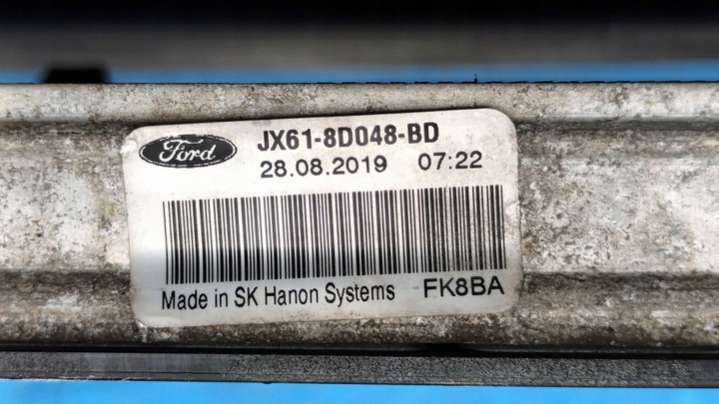 Ford
JX61-8D048-BD
28.08.2019 07:22
Made in SK Hanon Systems FK8BA